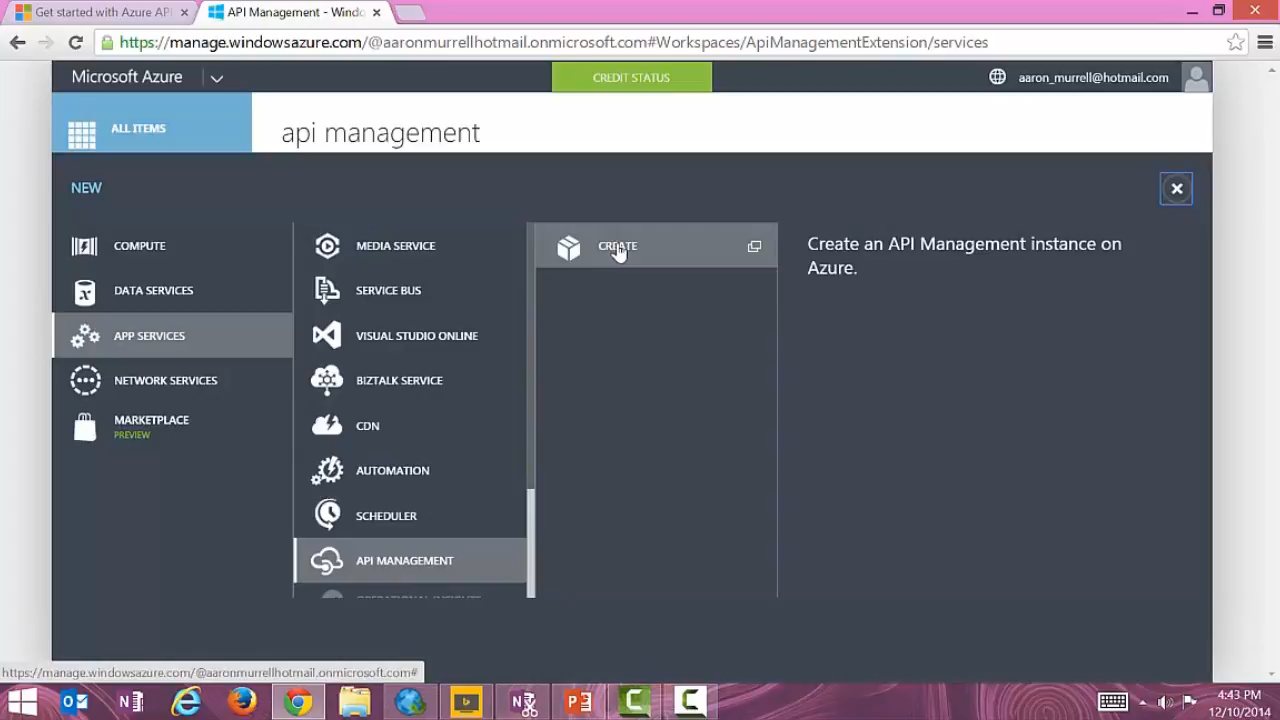 Get started with Azure API
API Management - Windo
https://manage.windowsazure.com/@aaronmurrellhotmail.onmicrosoft.com#Workspaces/ApiManagementExtension/services
Microsoft Azure
CREDIT STATUS
aaron_murrell@hotmail.com
ALL ITEMS
api management
NEW
COMPUTE
DATA SERVICES
APP SERVICES
NETWORK SERVICES
MARKETPLACE
PREVIEW
MEDIA SERVICE
SERVICE BUS
VISUAL STUDIO ONLINE
BIZTALK SERVICE
CDN
AUTOMATION
SCHEDULER
API MANAGEMENT
OPERATIONAL INSIGHTS
CREATE
Create an API Management instance on
Azure.
https://manage.windowsazure.com/@aaronmurrellhotmail.onmicrosoft.com#
4:43 PM
12/10/2014